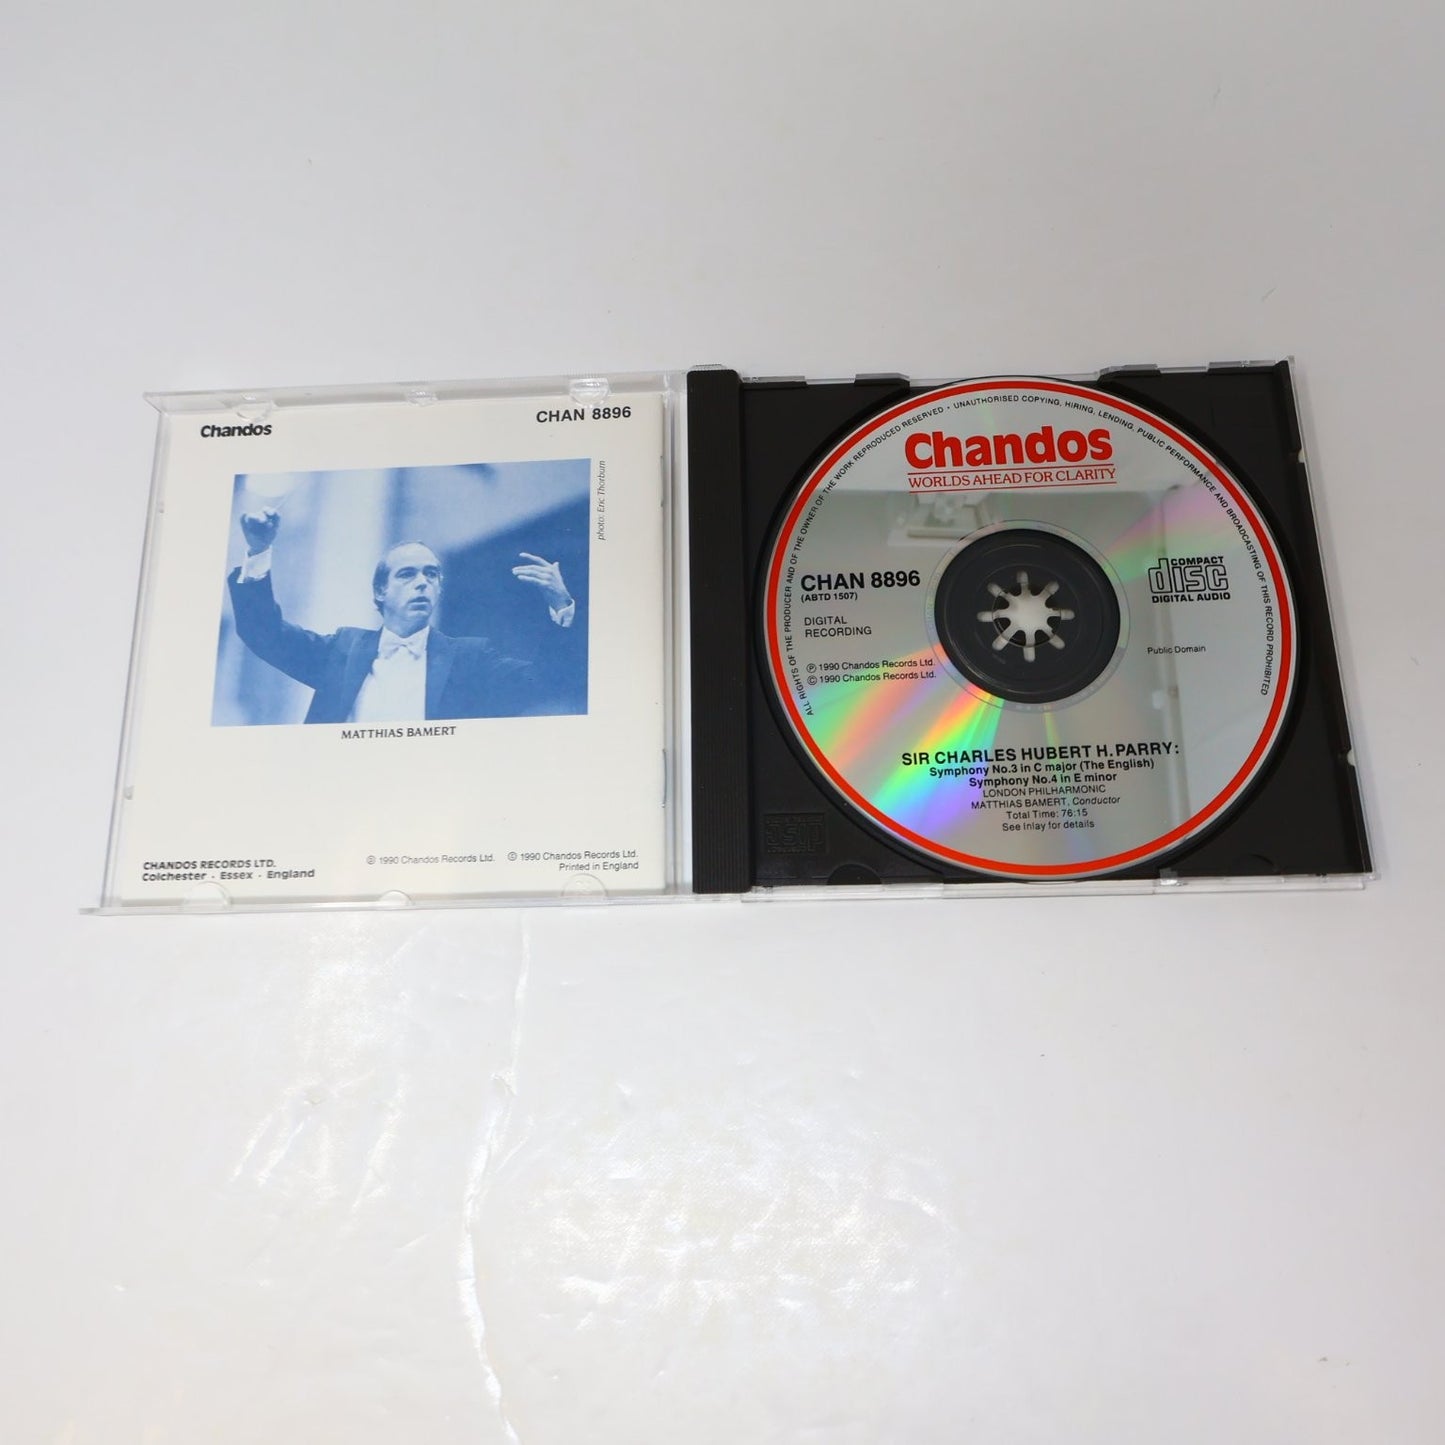 Chandos
CHAN 8896
photo: Eric Thorburn
MATTHIAS BAMERT
CHANDOS RECORDS LTD.
Colchester . Essex . England
℗ 1990 Chandos Records Ltd. © 1990 Chandos Records Ltd.
Printed in England
ALL RIGHTS OF THE PRODUCER AND OF THE OWNER OF THE WORK REPRODUCED RESERVED • UNAUTHORISED COPYING, HIRING, LENDING, PUBLIC PERFORMANCE AND BROADCASTING OF THIS RECORD PROHIBITED
Chandos
WORLDS AHEAD FOR CLARITY
CHAN 8896
(ABTD 1507)
DIGITAL
RECORDING
℗ 1990 Chandos Records Ltd.
© 1990 Chandos Records Ltd.
COMPACT
disc
DIGITAL AUDIO
Public Domain
SIR CHARLES HUBERT H.PARRY:
Symphony No.3 in C major (The English)
Symphony No.4 in E minor
LONDON PHILHARMONIC
MATTHIAS BAMERT, Conductor
Total Time: 76:15
See Inlay for details